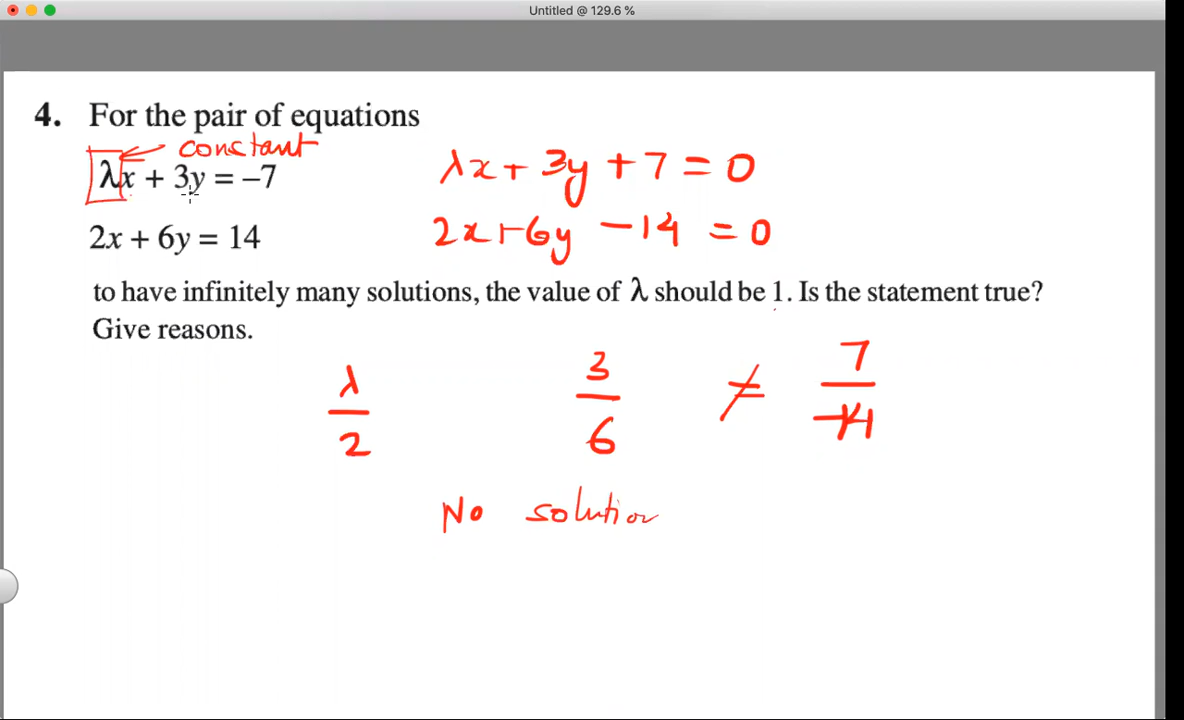 Untitled @ 129.6 %
4. For the pair of equations
constant
λx + 3y = –7
λx + 3y + 7 = 0
2x + 6y = 14
2x + 6y – 14 = 0
to have infinitely many solutions, the value of λ should be 1. Is the statement true?
Give reasons.
λ/2 3/6 ≠ 7/-14
No solution